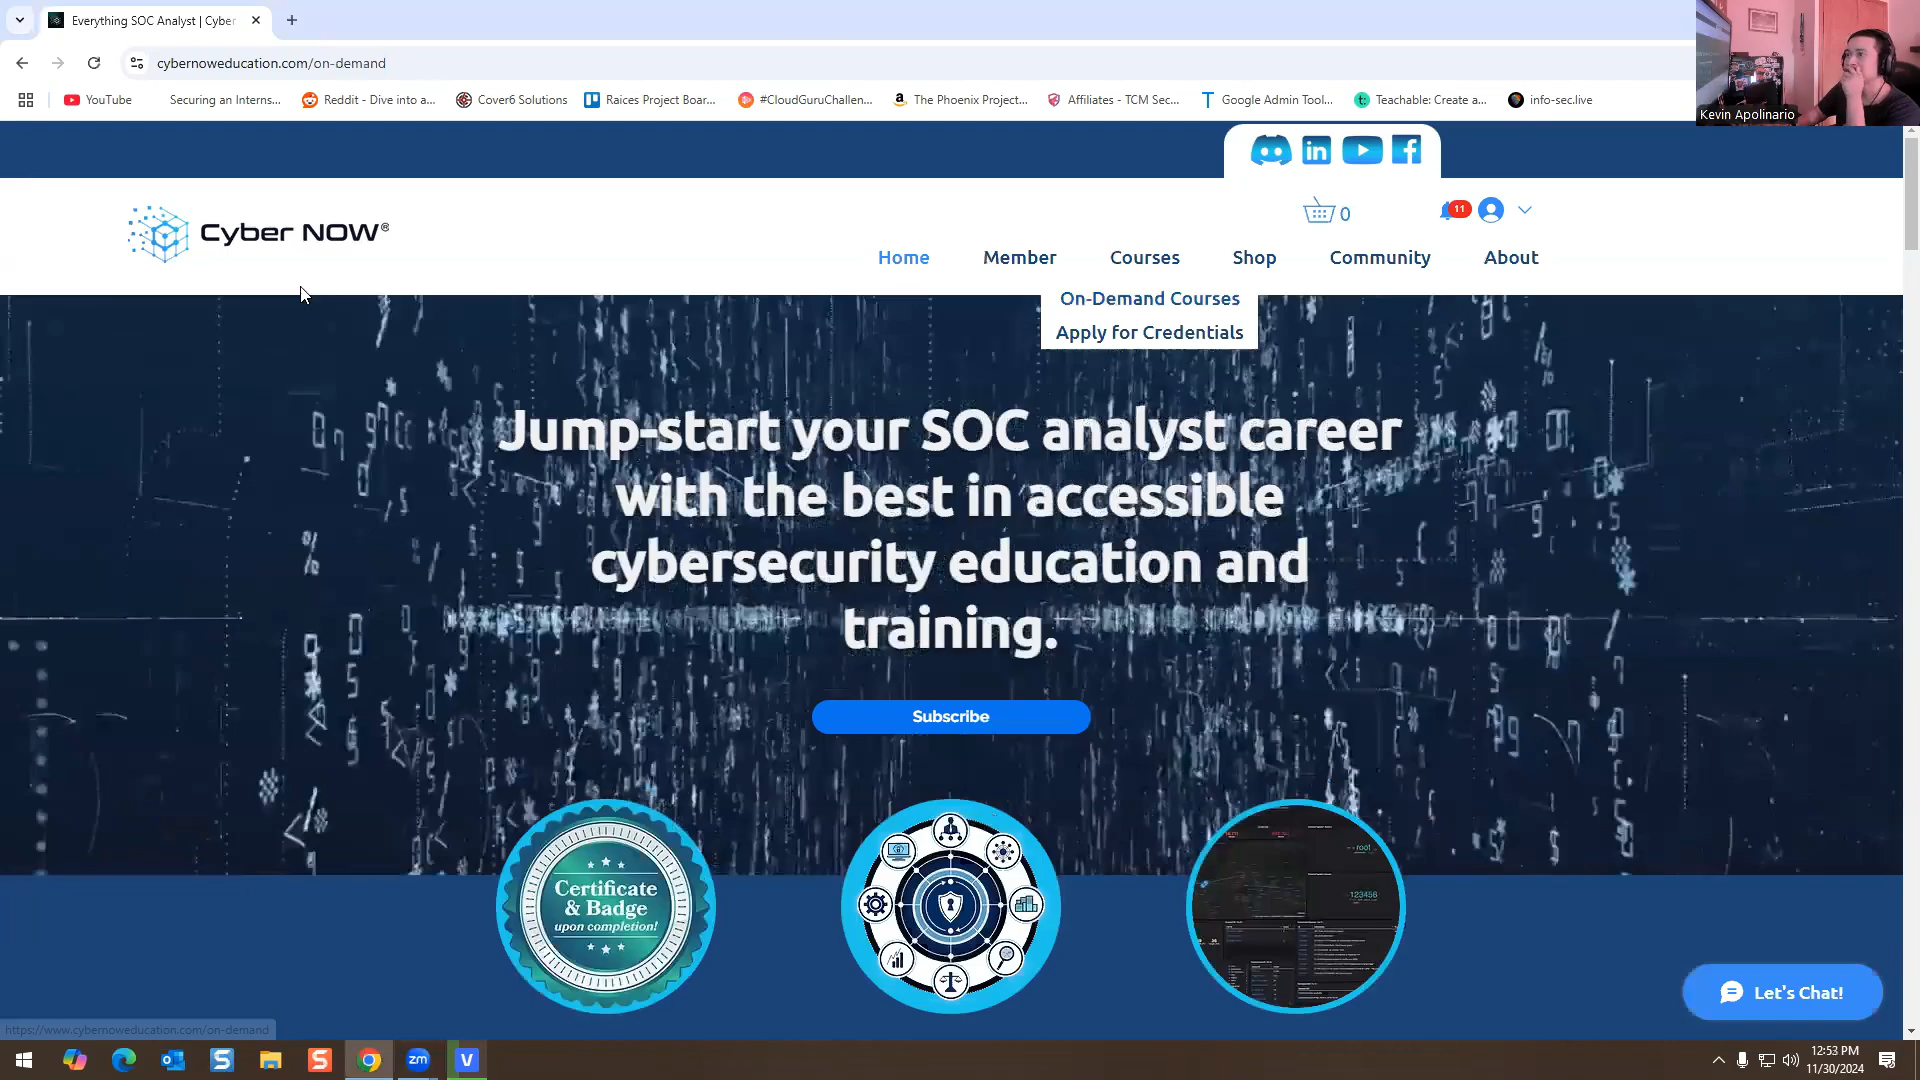 Everything SOC Analyst | Cyber
cybernoweducation.com/on-demand
YouTube
Securing an Interns...
Reddit - Dive into a...
Cover6 Solutions
Raices Project Boar...
#CloudGuruChallen...
The Phoenix Project...
Affiliates - TCM Sec...
Google Admin Tool...
Teachable: Create a...
info-sec.live
Kevin Apolinario
Cyber NOW®
0
11
Home
Member
Courses
Shop
Community
About
On-Demand Courses
Apply for Credentials
Jump-start your SOC analyst career
with the best in accessible
cybersecurity education and
training.
Subscribe
Certificate
& Badge
upon completion!
root
123456
Let's Chat!
https://www.cybernoweducation.com/on-demand
zm
V
12:53 PM
11/30/2024